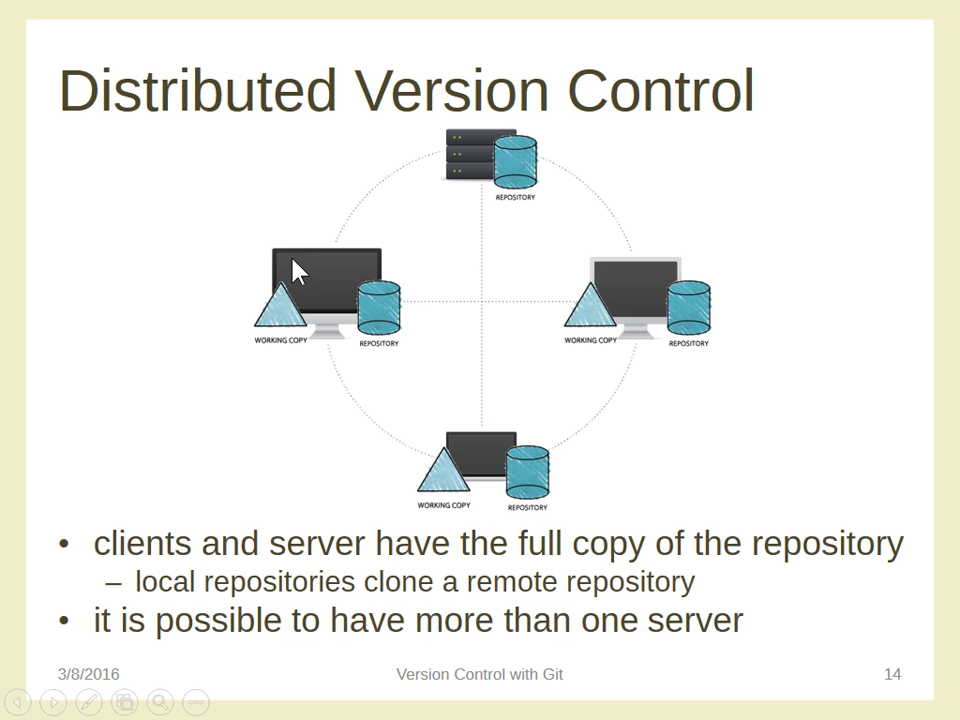 Distributed Version Control
REPOSITORY
WORKING COPY
REPOSITORY
WORKING COPY
REPOSITORY
WORKING COPY
REPOSITORY
• clients and server have the full copy of the repository
– local repositories clone a remote repository
• it is possible to have more than one server
3/8/2016
Version Control with Git
14